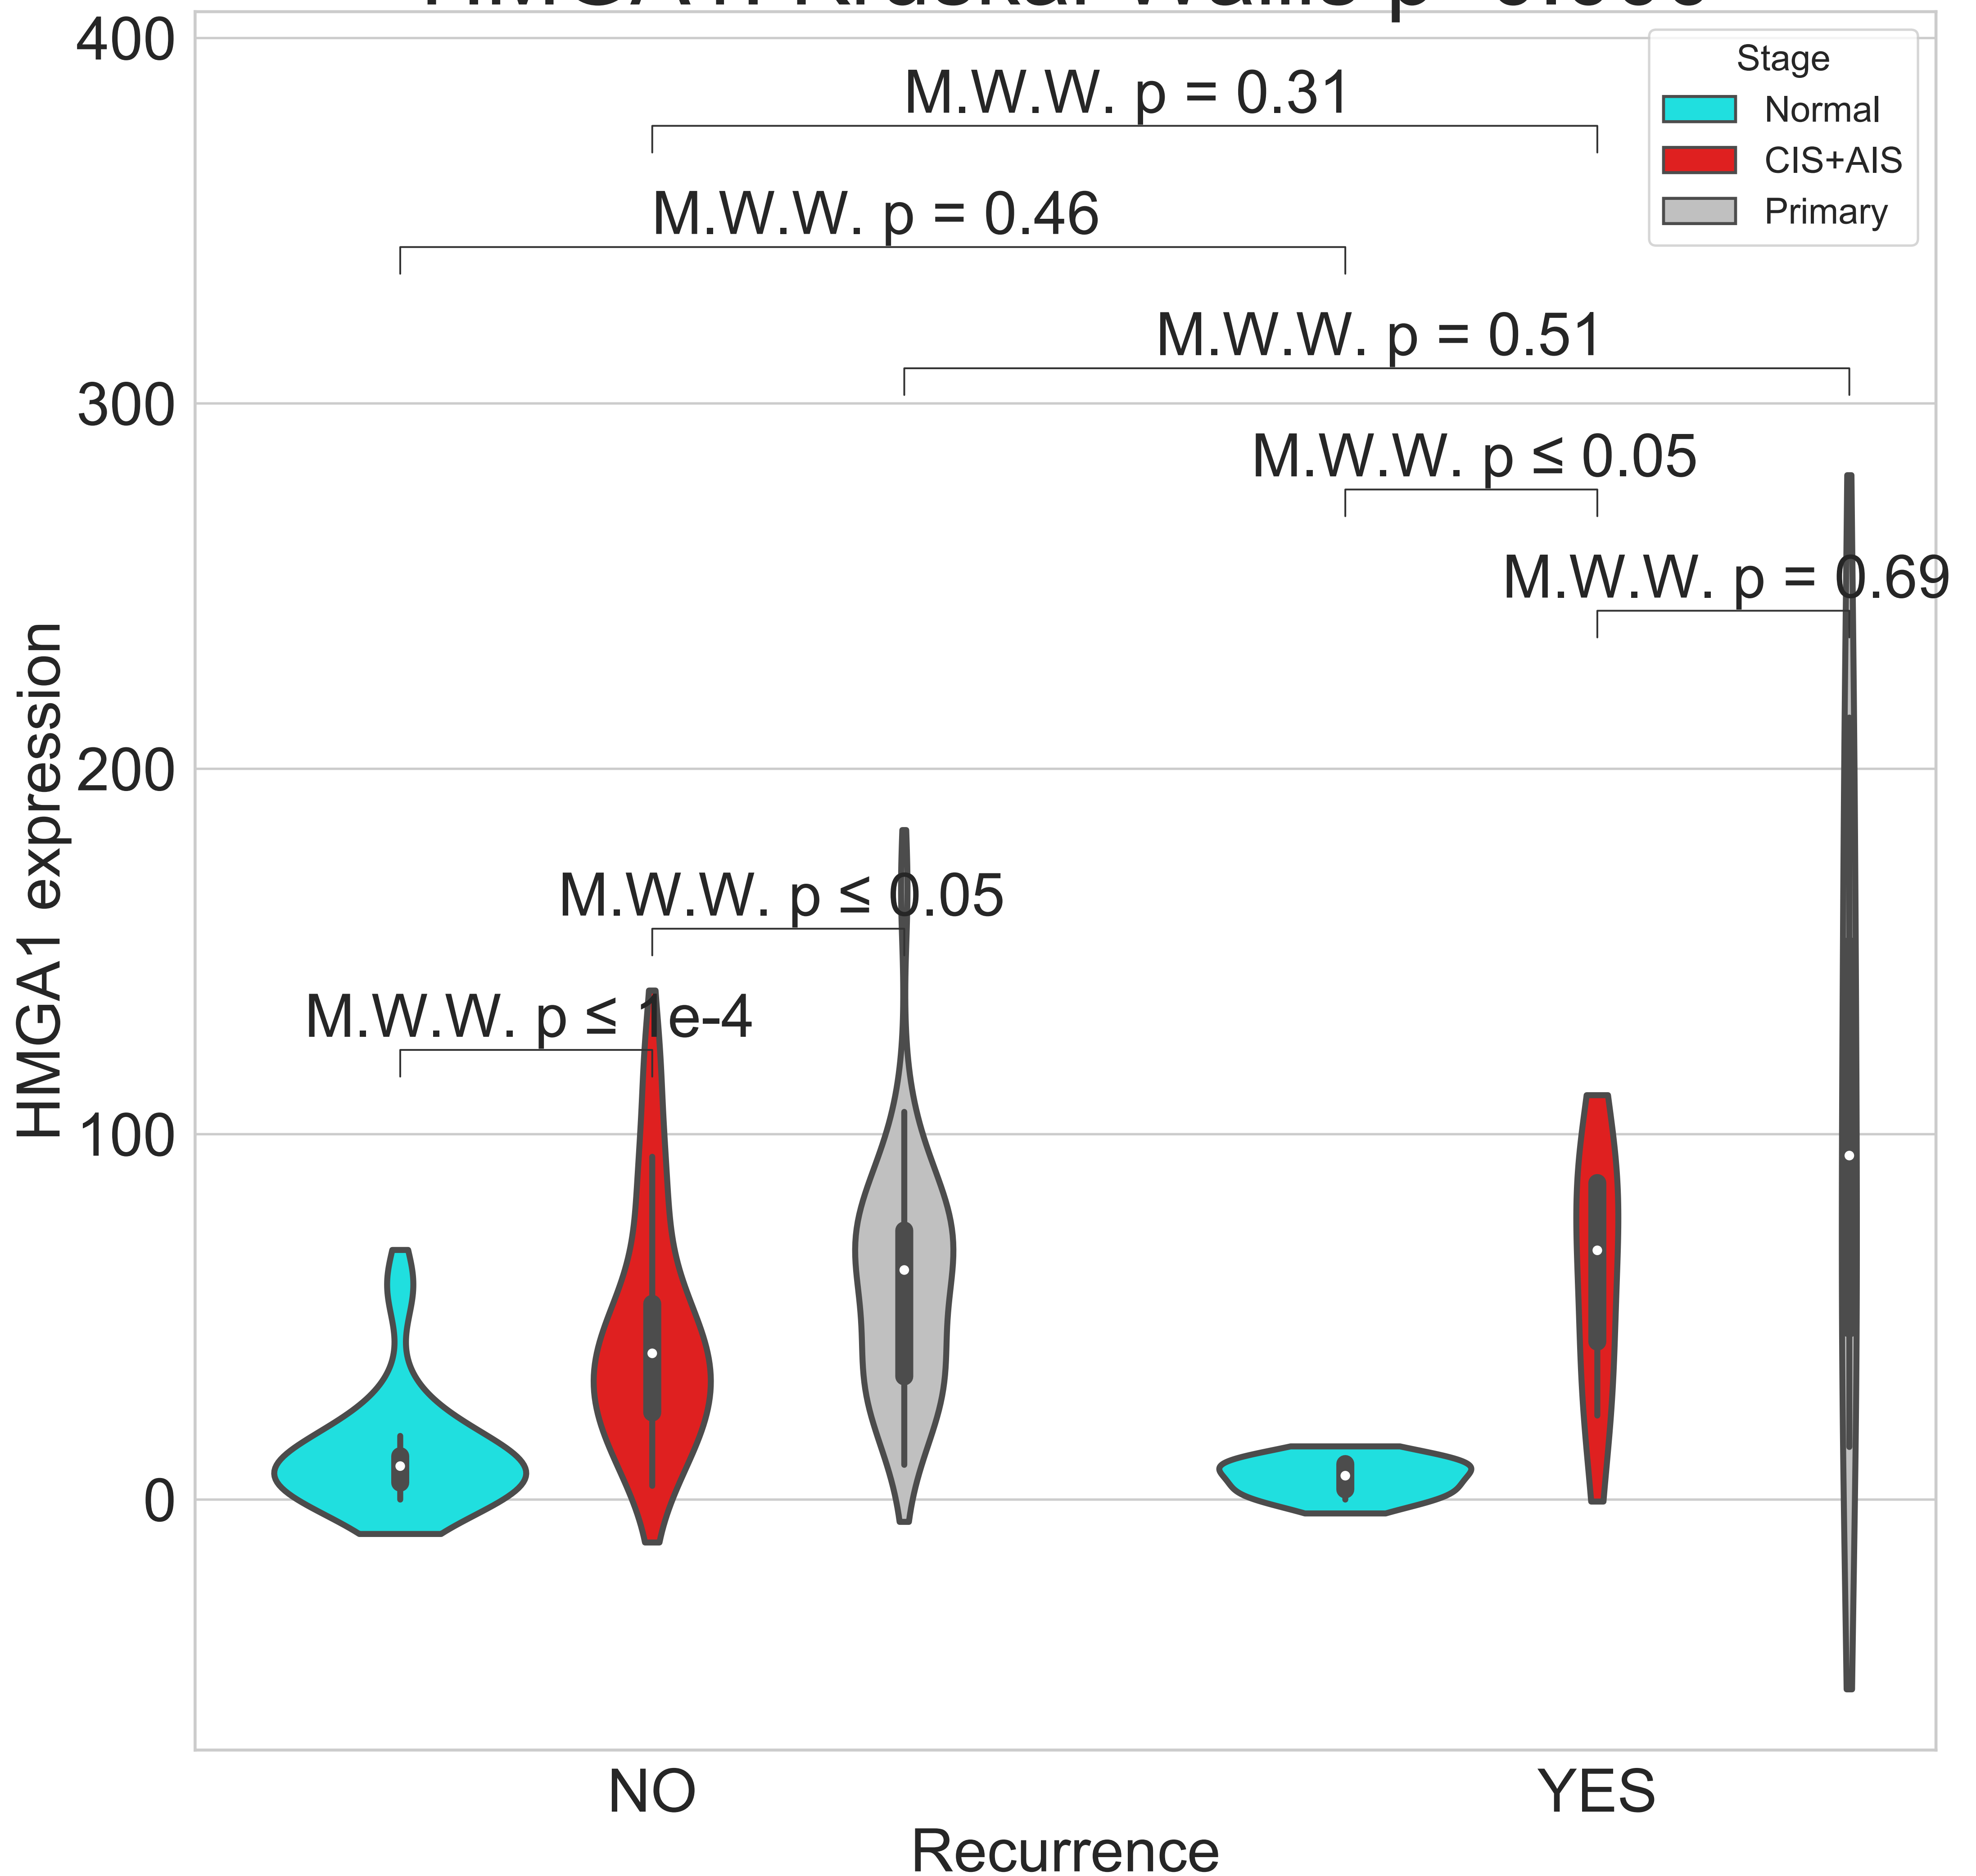 400
300
200
100
0
HMGA1 expression
Stage
Normal
CIS+AIS
Primary
M.W.W. p = 0.31
M.W.W. p = 0.46
M.W.W. p = 0.51
M.W.W. p ≤ 0.05
M.W.W. p = 0.69
M.W.W. p ≤ 0.05
M.W.W. p ≤ 1e-4
NO
YES
Recurrence